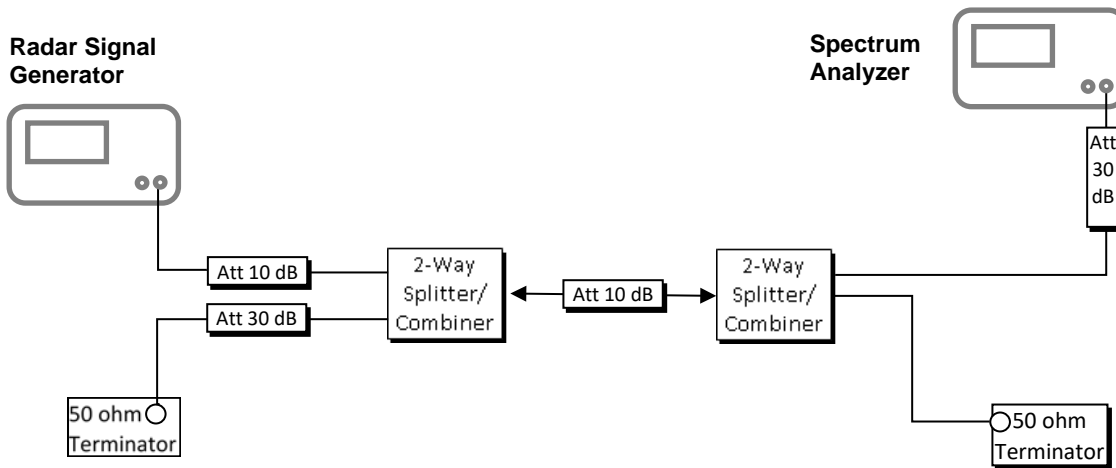 Radar Signal
Generator
Spectrum
Analyzer
Att
30
dB
Att 10 dB
2-Way
Splitter/
Combiner
Att 10 dB
2-Way
Splitter/
Combiner
Att 30 dB
50 ohm
Terminator
50 ohm
Terminator